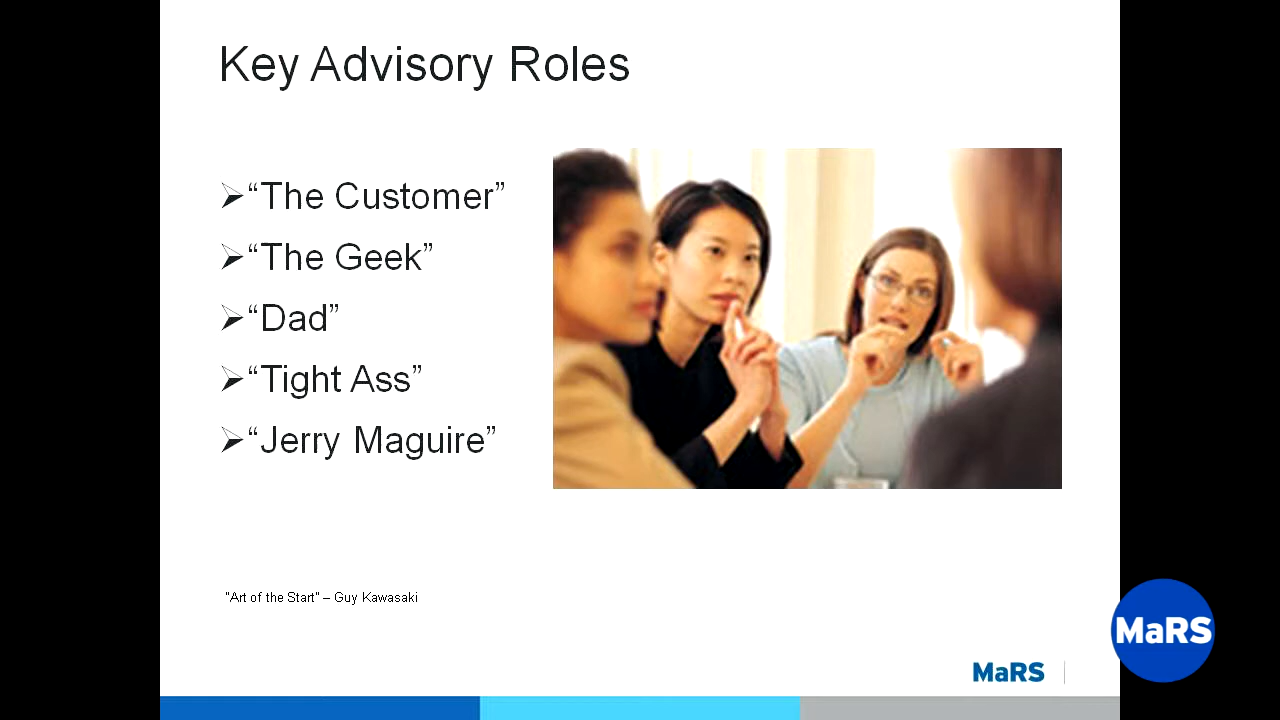 Key Advisory Roles
➢“The Customer”
➢“The Geek”
➢“Dad”
➢“Tight Ass”
➢“Jerry Maguire”
“Art of the Start” – Guy Kawasaki
MaRS
MaRS